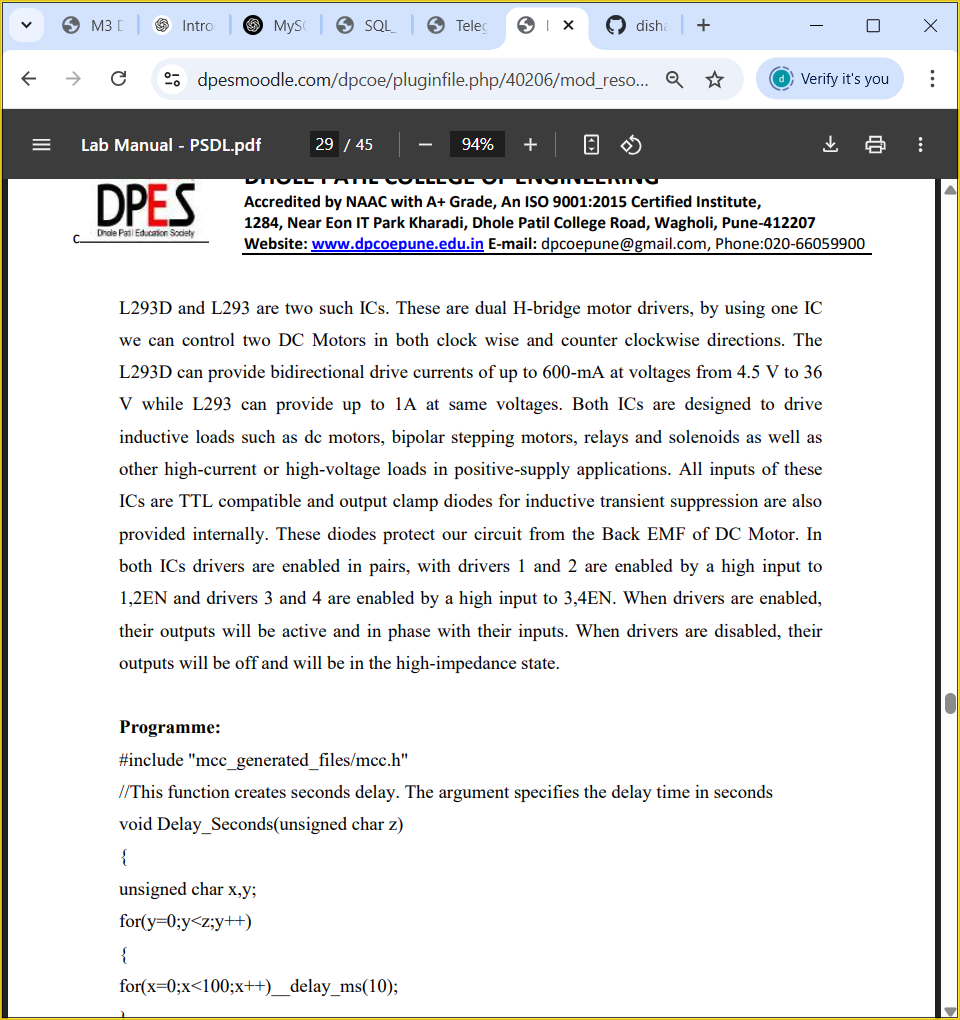 M3 D
Intro
MyS
SQL_
Teleg
disha
dpesmoodle.com/dpcoe/pluginfile.php/40206/mod_reso...
d
Verify it's you
Lab Manual - PSDL.pdf
29 / 45
94%
DHOLE PATIL COLLEGE OF ENGINEERING
DPES
Dhole Patil Education Society
C
Accredited by NAAC with A+ Grade, An ISO 9001:2015 Certified Institute,
1284, Near Eon IT Park Kharadi, Dhole Patil College Road, Wagholi, Pune-412207
Website: www.dpcoepune.edu.in E-mail: dpcoepune@gmail.com, Phone:020-66059900
L293D and L293 are two such ICs. These are dual H-bridge motor drivers, by using one IC
we can control two DC Motors in both clock wise and counter clockwise directions. The
L293D can provide bidirectional drive currents of up to 600-mA at voltages from 4.5 V to 36
V while L293 can provide up to 1A at same voltages. Both ICs are designed to drive
inductive loads such as dc motors, bipolar stepping motors, relays and solenoids as well as
other high-current or high-voltage loads in positive-supply applications. All inputs of these
ICs are TTL compatible and output clamp diodes for inductive transient suppression are also
provided internally. These diodes protect our circuit from the Back EMF of DC Motor. In
both ICs drivers are enabled in pairs, with drivers 1 and 2 are enabled by a high input to
1,2EN and drivers 3 and 4 are enabled by a high input to 3,4EN. When drivers are enabled,
their outputs will be active and in phase with their inputs. When drivers are disabled, their
outputs will be off and will be in the high-impedance state.
Programme:
#include "mcc_generated_files/mcc.h"
//This function creates seconds delay. The argument specifies the delay time in seconds
void Delay_Seconds(unsigned char z)
{
unsigned char x,y;
for(y=0;y<z;y++)
{
for(x=0;x<100;x++)__delay_ms(10);
}